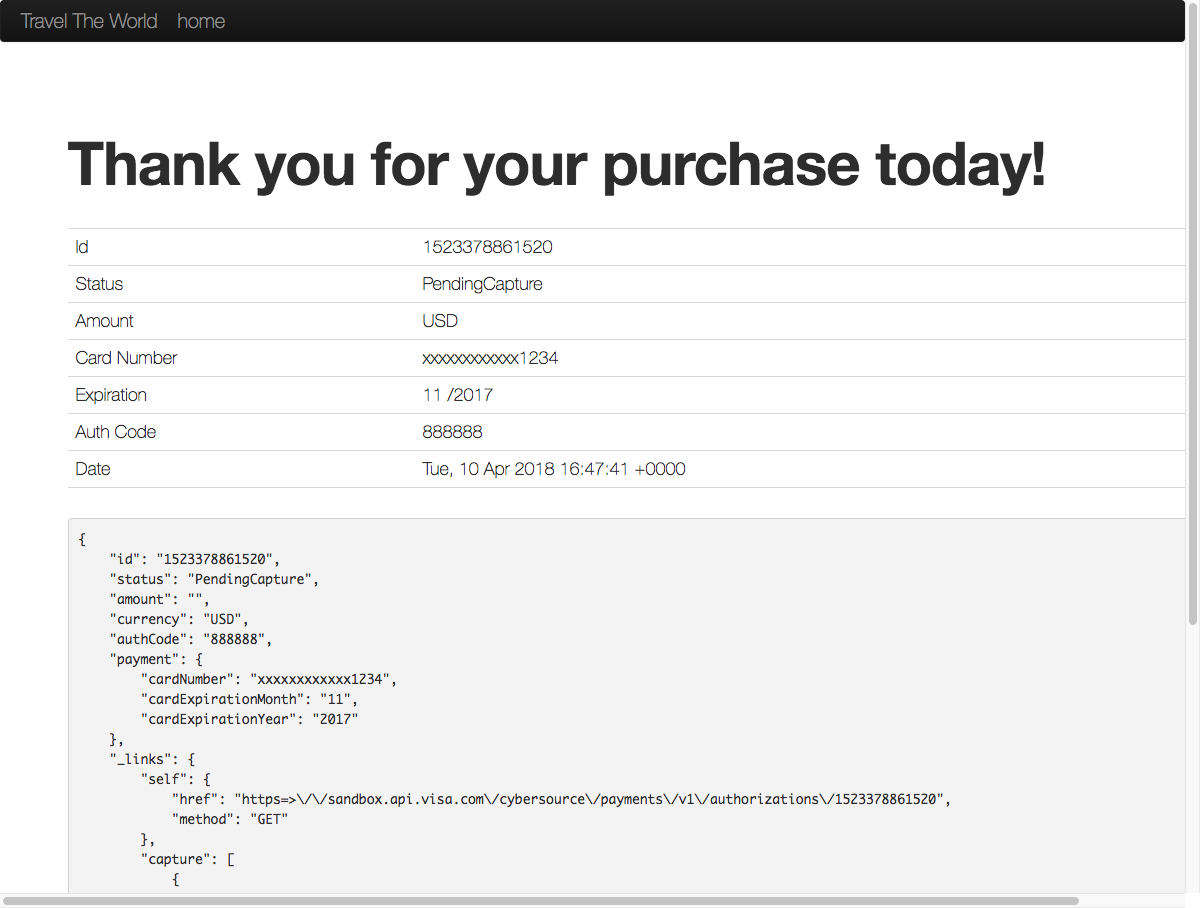 Travel The World home
Thank you for your purchase today!
Id 1523378861520
Status PendingCapture
Amount USD
Card Number xxxxxxxxxxxx1234
Expiration 11 /2017
Auth Code 888888
Date Tue, 10 Apr 2018 16:47:41 +0000
{
    "id": "1523378861520",
    "status": "PendingCapture",
    "amount": "",
    "currency": "USD",
    "authCode": "888888",
    "payment": {
        "cardNumber": "xxxxxxxxxxxx1234",
        "cardExpirationMonth": "11",
        "cardExpirationYear": "2017"
    },
    "_links": {
        "self": {
            "href": "https=>\/\/sandbox.api.visa.com\/cybersource\/payments\/v1\/authorizations\/1523378861520",
            "method": "GET"
        },
        "capture": [
            {